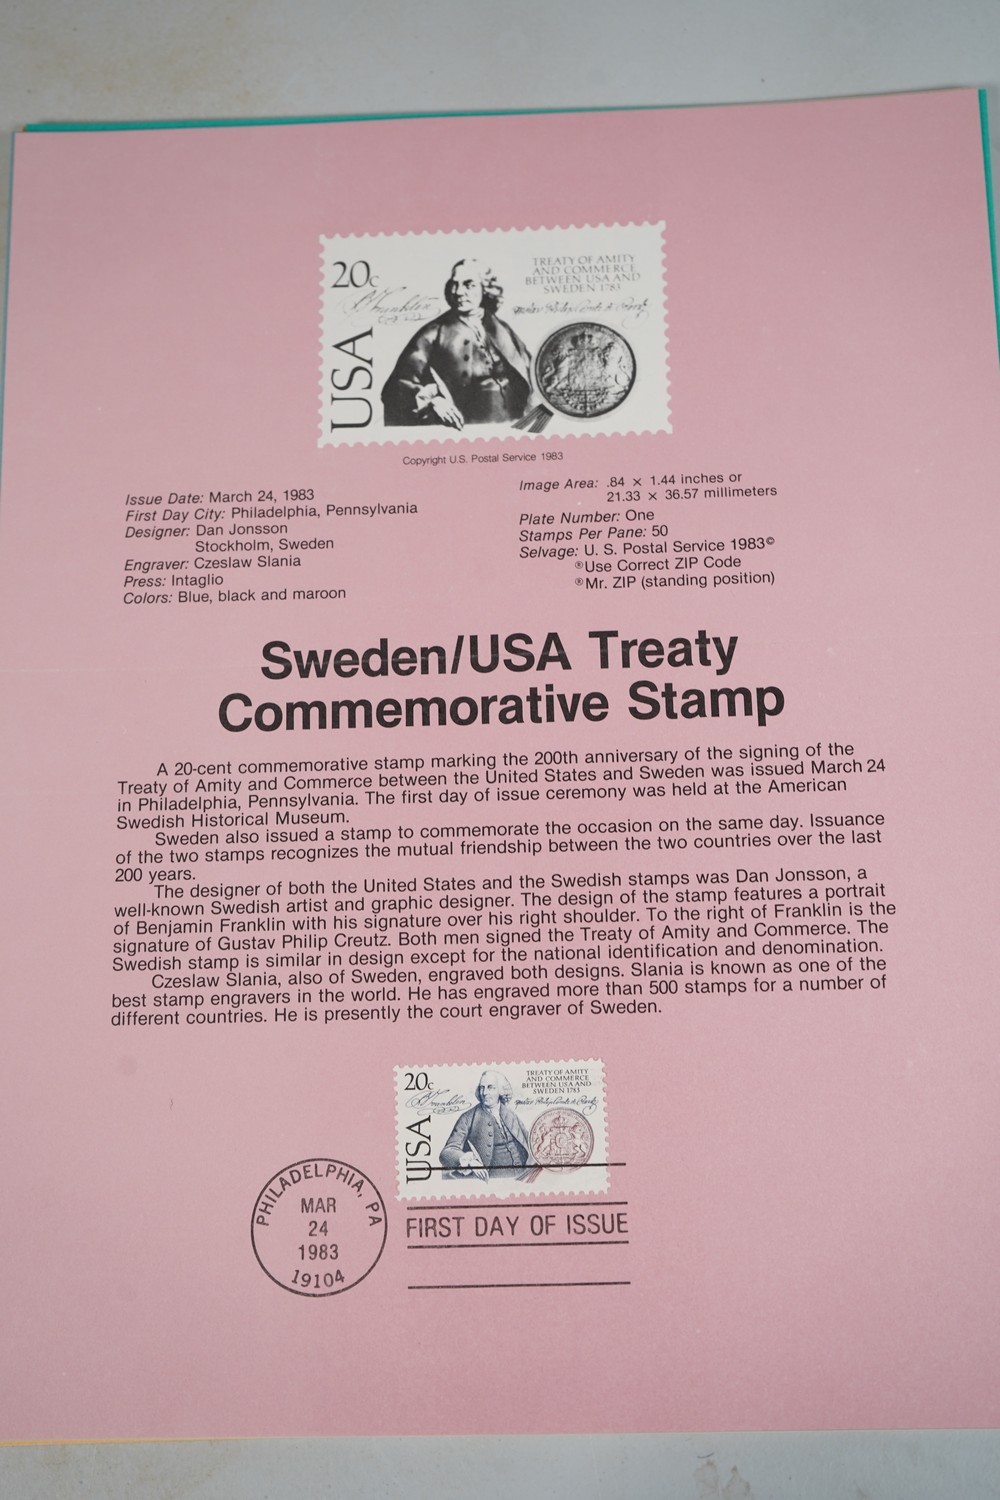 20c
TREATY OF AMITY
AND COMMERCE
BETWEEN USA AND
SWEDEN 1783
B Franklin
USA
Copyright U.S. Postal Service 1983
Issue Date: March 24, 1983
First Day City: Philadelphia, Pennsylvania
Designer: Dan Jonsson
Stockholm, Sweden
Engraver: Czeslaw Slania
Press: Intaglio
Colors: Blue, black and maroon
Image Area: .84 × 1.44 inches or
21.33 × 36.57 millimeters
Plate Number: One
Stamps Per Pane: 50
Selvage: U. S. Postal Service 1983©
®Use Correct ZIP Code
®Mr. ZIP (standing position)
Sweden/USA Treaty
Commemorative Stamp
A 20-cent commemorative stamp marking the 200th anniversary of the signing of the
Treaty of Amity and Commerce between the United States and Sweden was issued March 24
in Philadelphia, Pennsylvania. The first day of issue ceremony was held at the American
Swedish Historical Museum.
Sweden also issued a stamp to commemorate the occasion on the same day. Issuance
of the two stamps recognizes the mutual friendship between the two countries over the last
200 years.
The designer of both the United States and the Swedish stamps was Dan Jonsson, a
well-known Swedish artist and graphic designer. The design of the stamp features a portrait
of Benjamin Franklin with his signature over his right shoulder. To the right of Franklin is the
signature of Gustav Philip Creutz. Both men signed the Treaty of Amity and Commerce. The
Swedish stamp is similar in design except for the national identification and denomination.
Czeslaw Slania, also of Sweden, engraved both designs. Slania is known as one of the
best stamp engravers in the world. He has engraved more than 500 stamps for a number of
different countries. He is presently the court engraver of Sweden.
20c
TREATY OF AMITY
AND COMMERCE
BETWEEN USA AND
SWEDEN 1783
B Franklin
USA
PHILADELPHIA, PA
MAR
24
1983
19104
FIRST DAY OF ISSUE